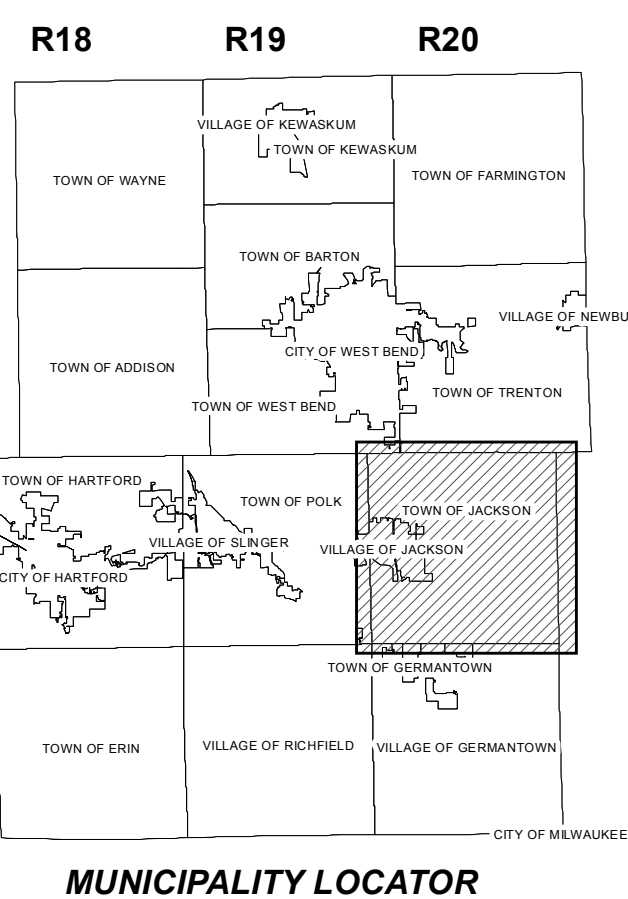 R18 R19 R20
VILLAGE OF KEWASKUM
TOWN OF KEWASKUM
TOWN OF WAYNE
TOWN OF FARMINGTON
TOWN OF BARTON
VILLAGE OF NEWBU
CITY OF WEST BEND
TOWN OF ADDISON
TOWN OF TRENTON
TOWN OF WEST BEND
TOWN OF HARTFORD
TOWN OF POLK
TOWN OF JACKSON
VILLAGE OF SLINGER
VILLAGE OF JACKSON
CITY OF HARTFORD
TOWN OF GERMANTOWN
TOWN OF ERIN
VILLAGE OF RICHFIELD
VILLAGE OF GERMANTOWN
CITY OF MILWAUKEE
MUNICIPALITY LOCATOR